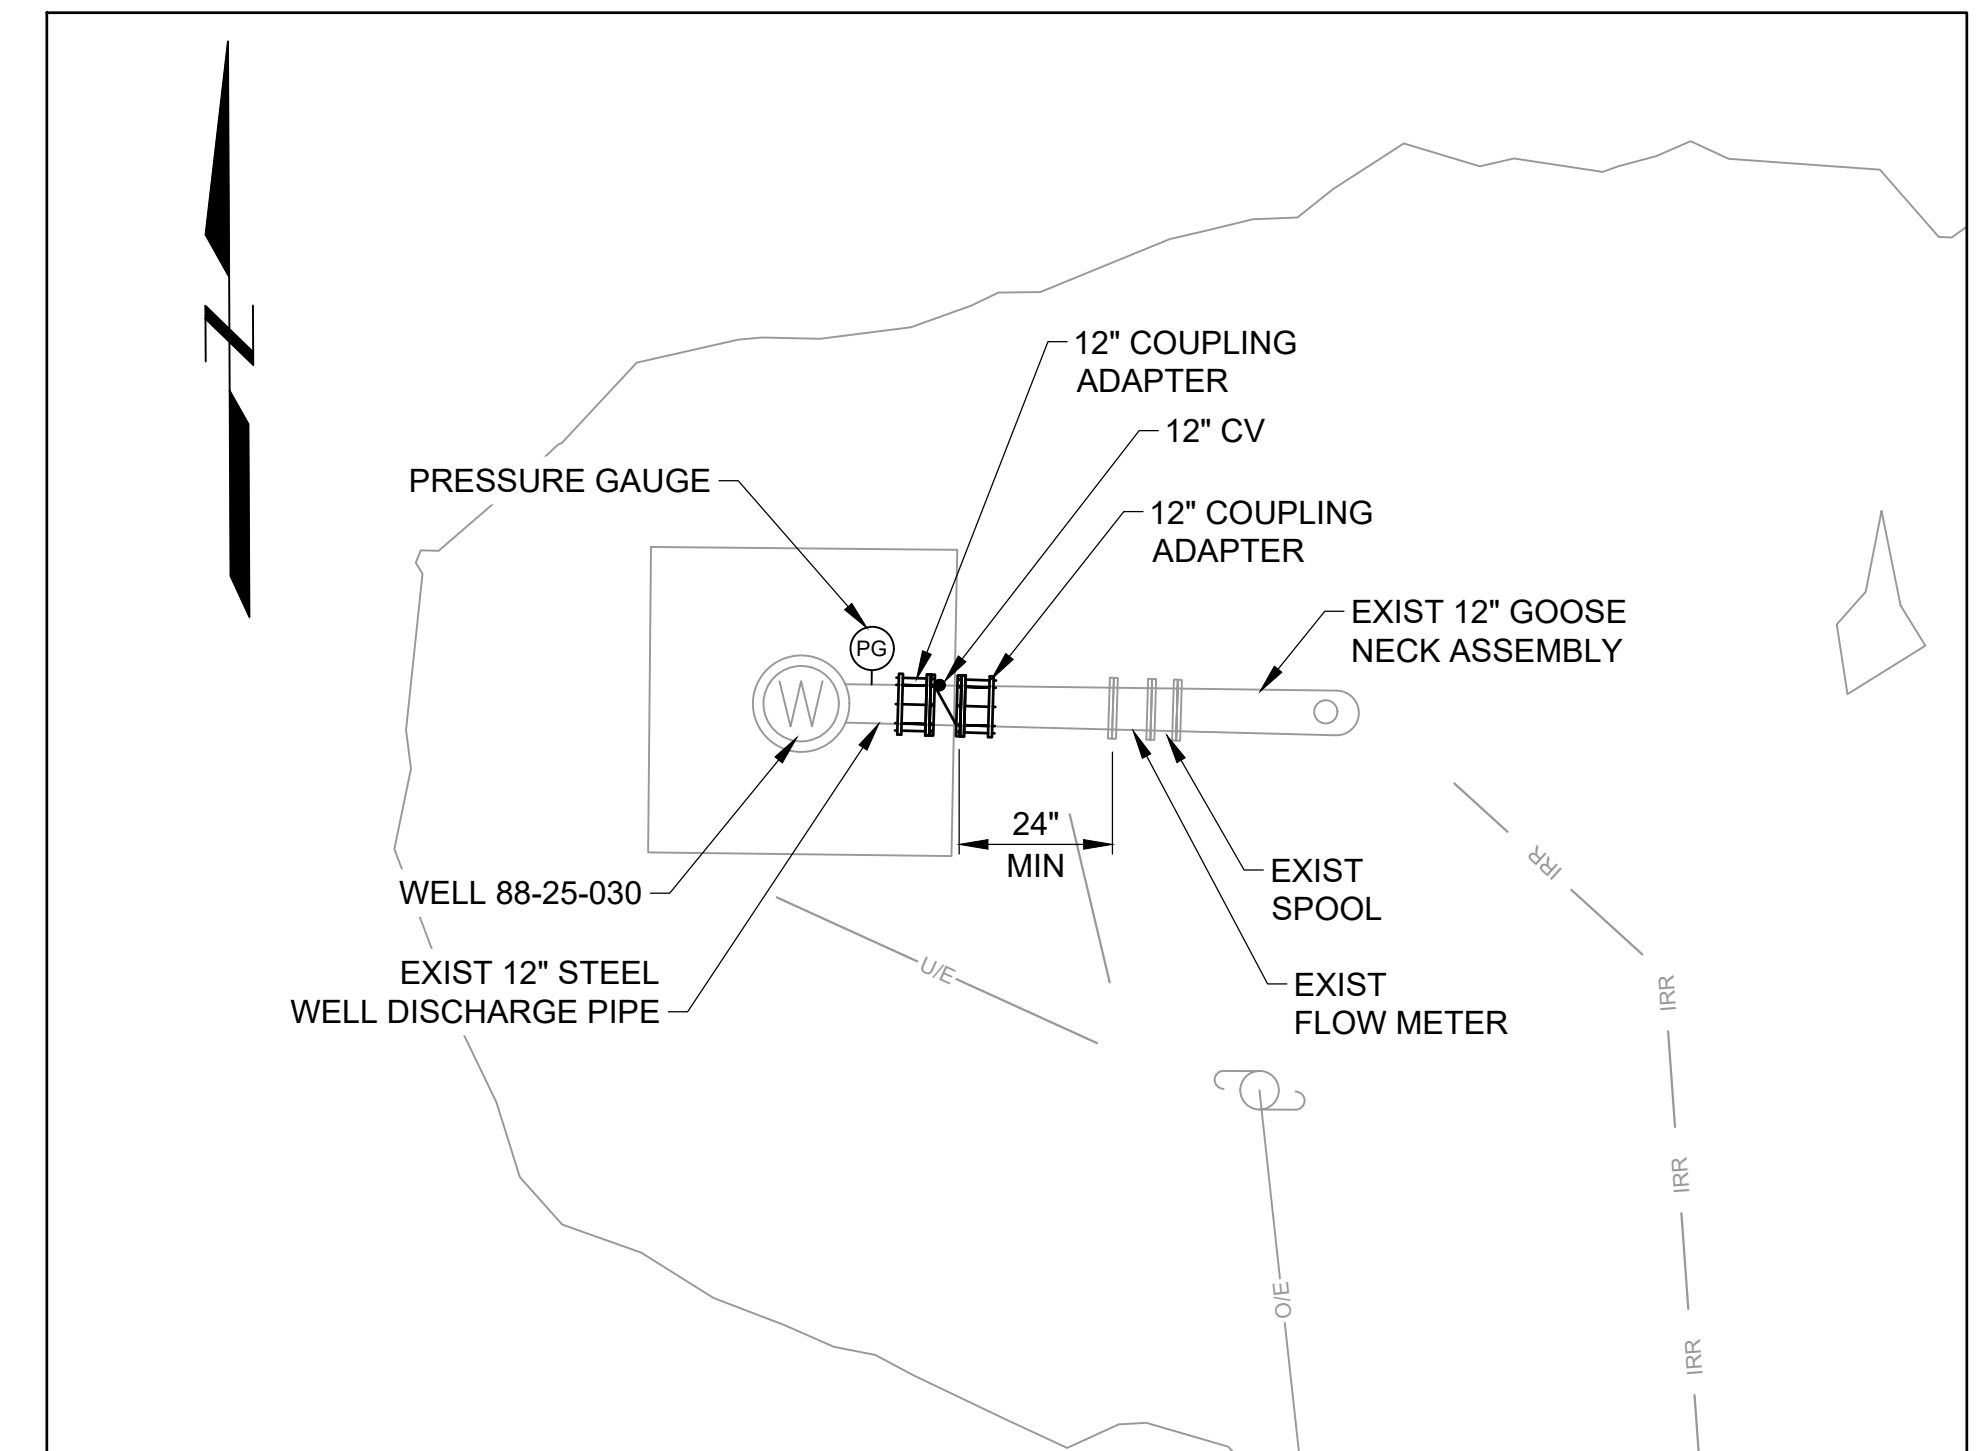 N
12" COUPLING
ADAPTER
12" CV
PRESSURE GAUGE
12" COUPLING
ADAPTER
EXIST 12" GOOSE
NECK ASSEMBLY
PG
W
24"
MIN
IRR
EXIST
SPOOL
WELL 88-25-030
U/E
EXIST 12" STEEL
WELL DISCHARGE PIPE
EXIST
FLOW METER
IRR
IRR
O/E
IRR